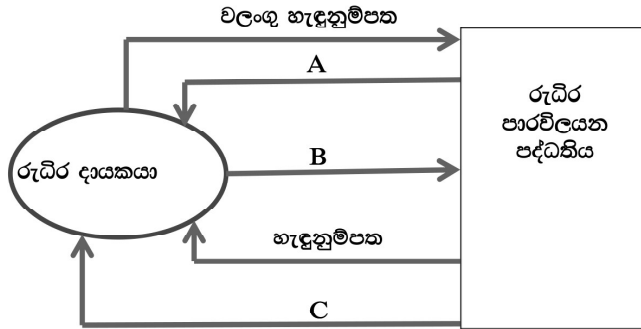 වලංගු හැඳුනුම්පත
A
රුධිර
පාරවිලයන
පද්ධතිය
රුධිර දායකයා
B
හැඳුනුම්පත
C